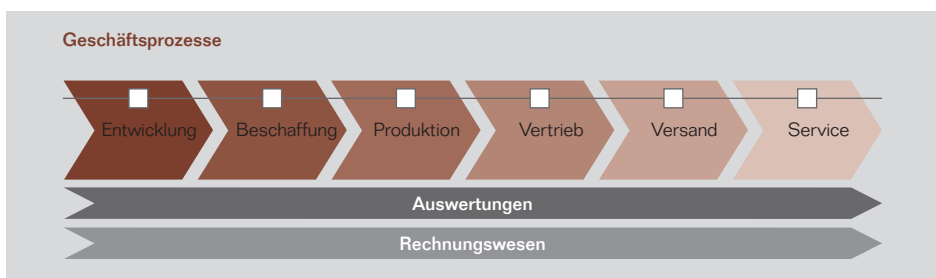 Geschäftsprozesse
Entwicklung Beschaffung Produktion Vertrieb Versand Service
Auswertungen
Rechnungswesen